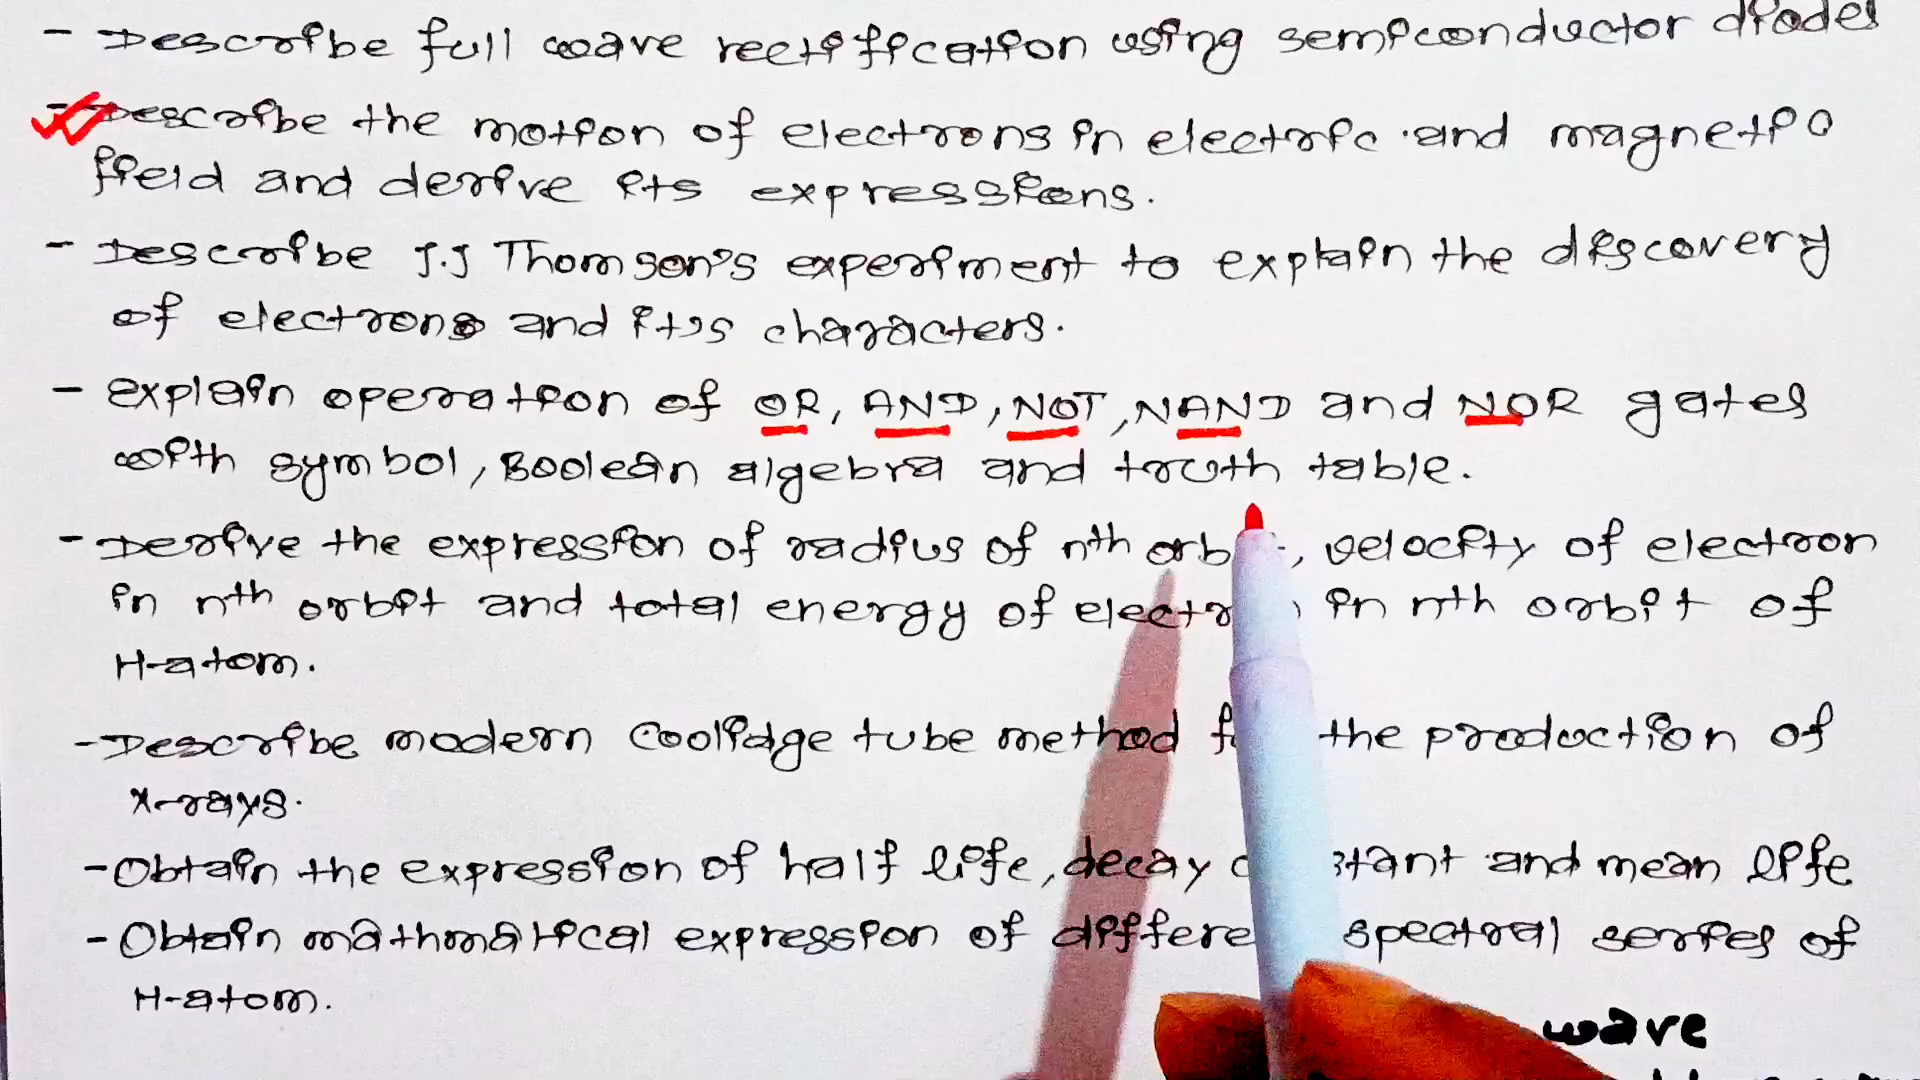 - Describe full wave rectification using semiconductor diodes
- Describe the motion of electrons in electric and magnetic
field and derive its expressions.
- Describe J.J Thomson's experiment to explain the discovery
of electrons and it's characters.
- explain operation of OR, AND, NOT, NAND and NOR gates
with symbol, Boolean algebra and truth table.
- Derive the expression of radius of nth orb, velocity of electron
in nth orbit and total energy of electr in nth orbit of
H-atom.
- Describe modern Coolidge tube method f the production of
x-rays.
- Obtain the expression of half life, decay c stant and mean life
- Obtain mathmatical expression of differe spectral series of
H-atom.
wave